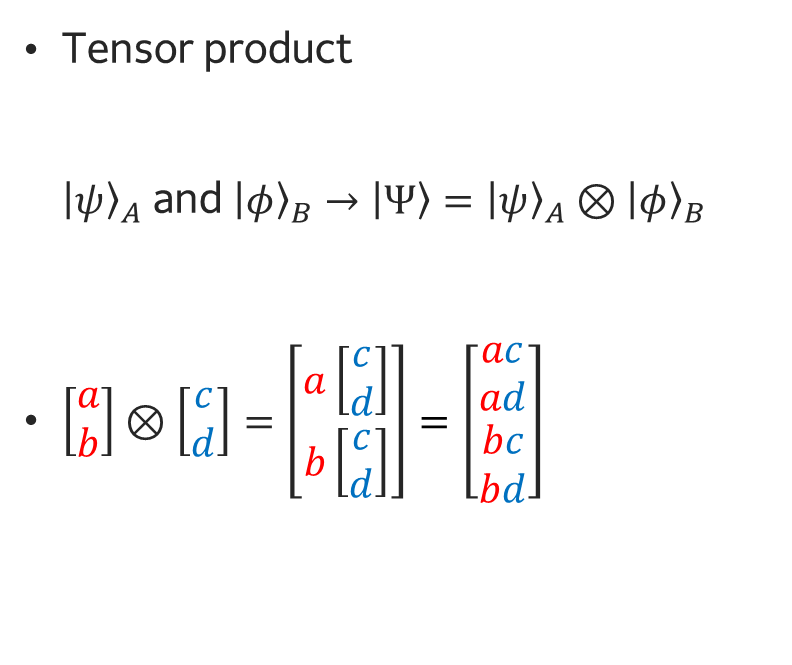 • Tensor product
|ψ⟩_A and |ϕ⟩_B → |Ψ⟩ = |ψ⟩_A ⊗ |ϕ⟩_B
• [a b] ⊗ [c d] = [a [c d] b [c d]] = [ac ad bc bd]